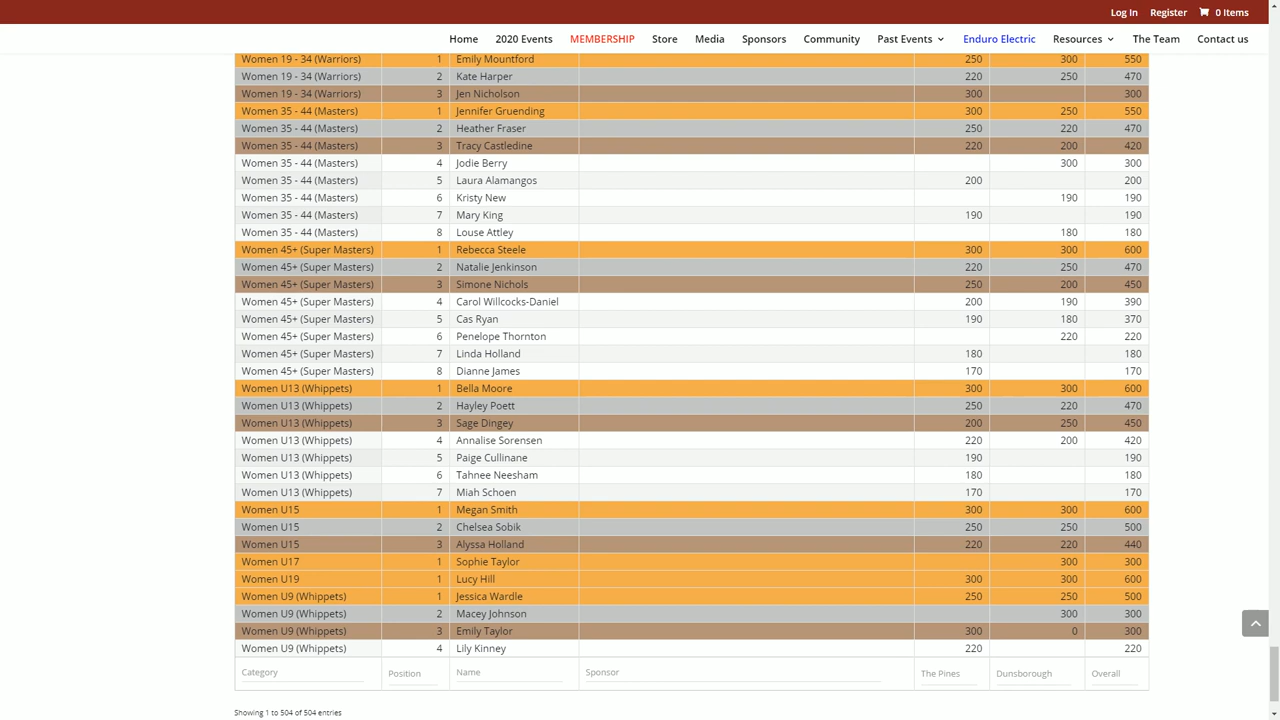 Log In Register 0 Items
Home 2020 Events MEMBERSHIP Store Media Sponsors Community Past Events Enduro Electric Resources The Team Contact us
Women 19 - 34 (Warriors) 1 Emily Mountford 250 300 550
Women 19 - 34 (Warriors) 2 Kate Harper 220 250 470
Women 19 - 34 (Warriors) 3 Jen Nicholson 300 300
Women 35 - 44 (Masters) 1 Jennifer Gruending 300 250 550
Women 35 - 44 (Masters) 2 Heather Fraser 250 220 470
Women 35 - 44 (Masters) 3 Tracy Castledine 220 200 420
Women 35 - 44 (Masters) 4 Jodie Berry 300 300
Women 35 - 44 (Masters) 5 Laura Alamangos 200 200
Women 35 - 44 (Masters) 6 Kristy New 190 190
Women 35 - 44 (Masters) 7 Mary King 190 190
Women 35 - 44 (Masters) 8 Louse Attley 180 180
Women 45+ (Super Masters) 1 Rebecca Steele 300 300 600
Women 45+ (Super Masters) 2 Natalie Jenkinson 220 250 470
Women 45+ (Super Masters) 3 Simone Nichols 250 200 450
Women 45+ (Super Masters) 4 Carol Willcocks-Daniel 200 190 390
Women 45+ (Super Masters) 5 Cas Ryan 190 180 370
Women 45+ (Super Masters) 6 Penelope Thornton 220 220
Women 45+ (Super Masters) 7 Linda Holland 180 180
Women 45+ (Super Masters) 8 Dianne James 170 170
Women U13 (Whippets) 1 Bella Moore 300 300 600
Women U13 (Whippets) 2 Hayley Poett 250 220 470
Women U13 (Whippets) 3 Sage Dingey 200 250 450
Women U13 (Whippets) 4 Annalise Sorensen 220 200 420
Women U13 (Whippets) 5 Paige Cullinane 190 190
Women U13 (Whippets) 6 Tahnee Neesham 180 180
Women U13 (Whippets) 7 Miah Schoen 170 170
Women U15 1 Megan Smith 300 300 600
Women U15 2 Chelsea Sobik 250 250 500
Women U15 3 Alyssa Holland 220 220 440
Women U17 1 Sophie Taylor 300 300
Women U19 1 Lucy Hill 300 300 600
Women U9 (Whippets) 1 Jessica Wardle 250 250 500
Women U9 (Whippets) 2 Macey Johnson 300 300
Women U9 (Whippets) 3 Emily Taylor 300 0 300
Women U9 (Whippets) 4 Lily Kinney 220 220
Category Position Name Sponsor The Pines Dunsborough Overall
Showing 1 to 504 of 504 entries